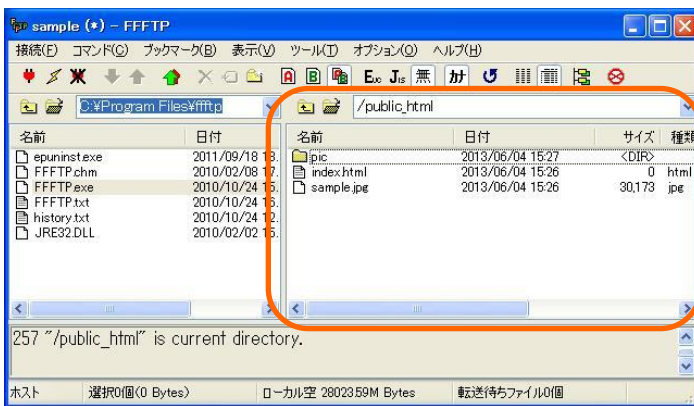 sample (*) - FFFTP
接続(F) コマンド(C) ブックマーク(B) 表示(V) ツール(T) オプション(O) ヘルプ(H)
A B Euc JIS 無 カナ
C:¥Program Files¥ffftp
/public_html
名前 日付
epuninst.exe 2011/09/18
FFFTP.chm 2010/02/08
FFFTP.exe 2010/10/24
FFFTP.txt 2010/10/24
history.txt 2010/10/24
JRE32.DLL 2010/02/02
名前 日付 サイズ 種類
pic 2013/06/04 15:27 <DIR>
index.html 2013/06/04 15:26 0 html
sample.jpg 2013/06/04 15:26 30,173 jpg
257 "/public_html" is current directory.
ホスト 選択0個(0 Bytes) ローカル空 28023.59M Bytes 転送待ちファイル0個